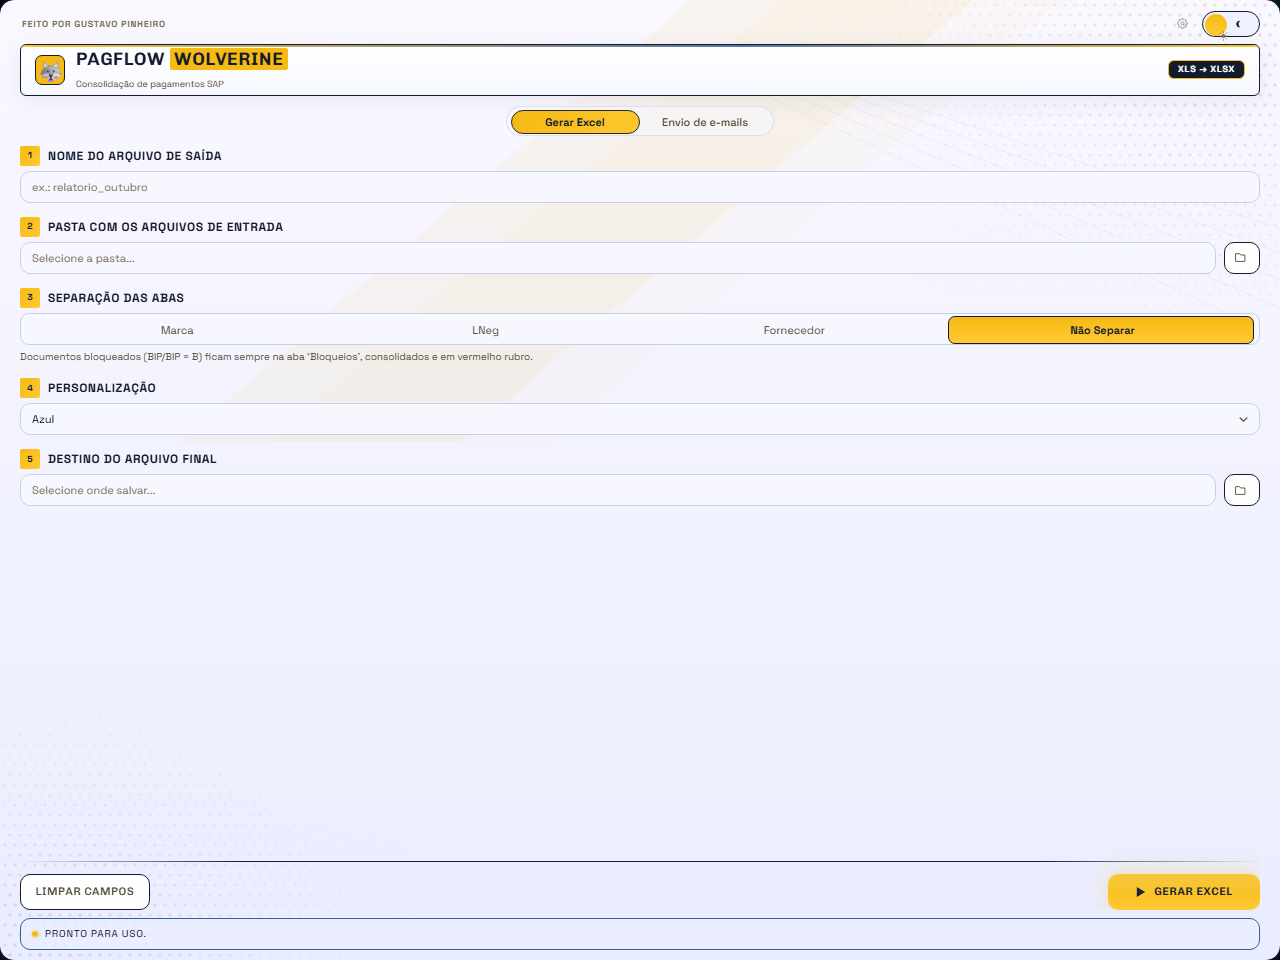 FEITO POR GUSTAVO PINHEIRO
PAGFLOW WOLVERINE
Consolidação de pagamentos SAP
XLS → XLSX
Gerar Excel
Envio de e-mails
1 NOME DO ARQUIVO DE SAÍDA
ex.: relatorio_outubro
2 PASTA COM OS ARQUIVOS DE ENTRADA
Selecione a pasta...
3 SEPARAÇÃO DAS ABAS
Marca
LNeg
Fornecedor
Não Separar
Documentos bloqueados (BIP/BIP = B) ficam sempre na aba 'Bloqueios', consolidados e em vermelho rubro.
4 PERSONALIZAÇÃO
Azul
5 DESTINO DO ARQUIVO FINAL
Selecione onde salvar...
LIMPAR CAMPOS
GERAR EXCEL
PRONTO PARA USO.